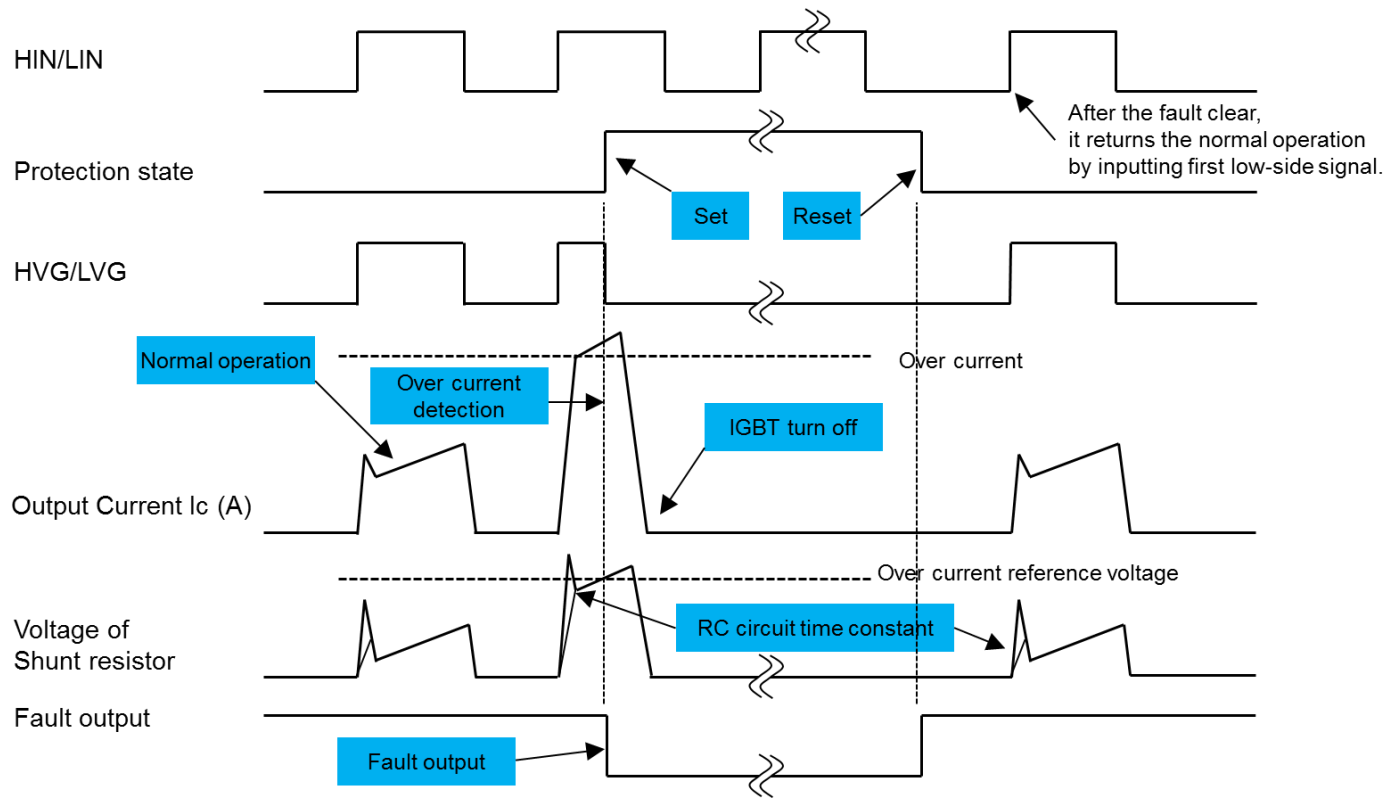 HIN/LIN
After the fault clear,
it returns the normal operation
by inputting first low-side signal.
Protection state
Set
Reset
HVG/LVG
Normal operation
Over current
Over current
detection
IGBT turn off
Output Current Ic (A)
Over current reference voltage
RC circuit time constant
Voltage of
Shunt resistor
Fault output
Fault output